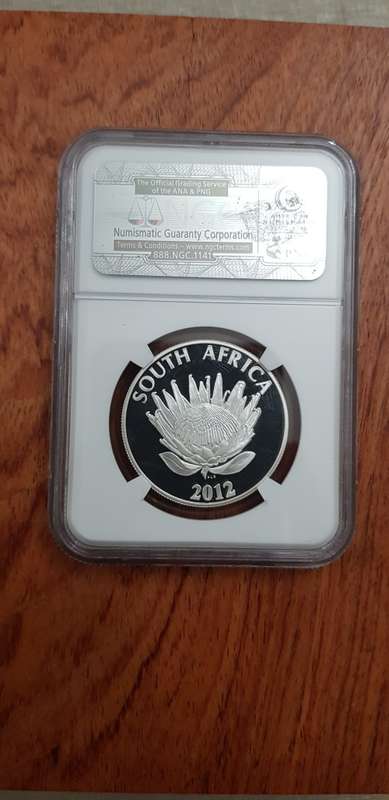 The Official Grading Service
of the ANA & PNG
Numismatic Guaranty Corporation
Terms & Conditions - www.ngcterms.com
888.NGC.1141
SOUTH AFRICA
2012